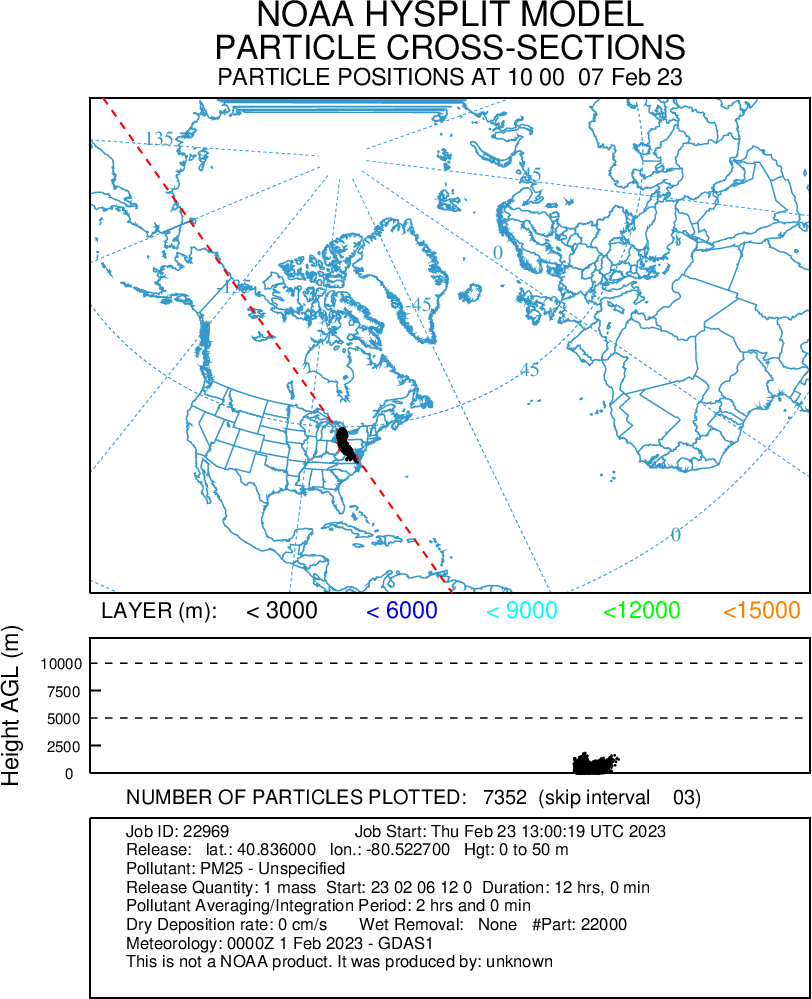 NOAA HYSPLIT MODEL
PARTICLE CROSS-SECTIONS
PARTICLE POSITIONS AT 10 00 07 Feb 23
135
45
0
-45
45
0
LAYER (m): < 3000 < 6000 < 9000 <12000 <15000
Height AGL (m)
10000
7500
5000
2500
0
NUMBER OF PARTICLES PLOTTED: 7352 (skip interval 03)
Job ID: 22969 Job Start: Thu Feb 23 13:00:19 UTC 2023
Release: lat.: 40.836000 lon.: -80.522700 Hgt: 0 to 50 m
Pollutant: PM25 - Unspecified
Release Quantity: 1 mass Start: 23 02 06 12 0 Duration: 12 hrs, 0 min
Pollutant Averaging/Integration Period: 2 hrs and 0 min
Dry Deposition rate: 0 cm/s Wet Removal: None #Part: 22000
Meteorology: 0000Z 1 Feb 2023 - GDAS1
This is not a NOAA product. It was produced by: unknown